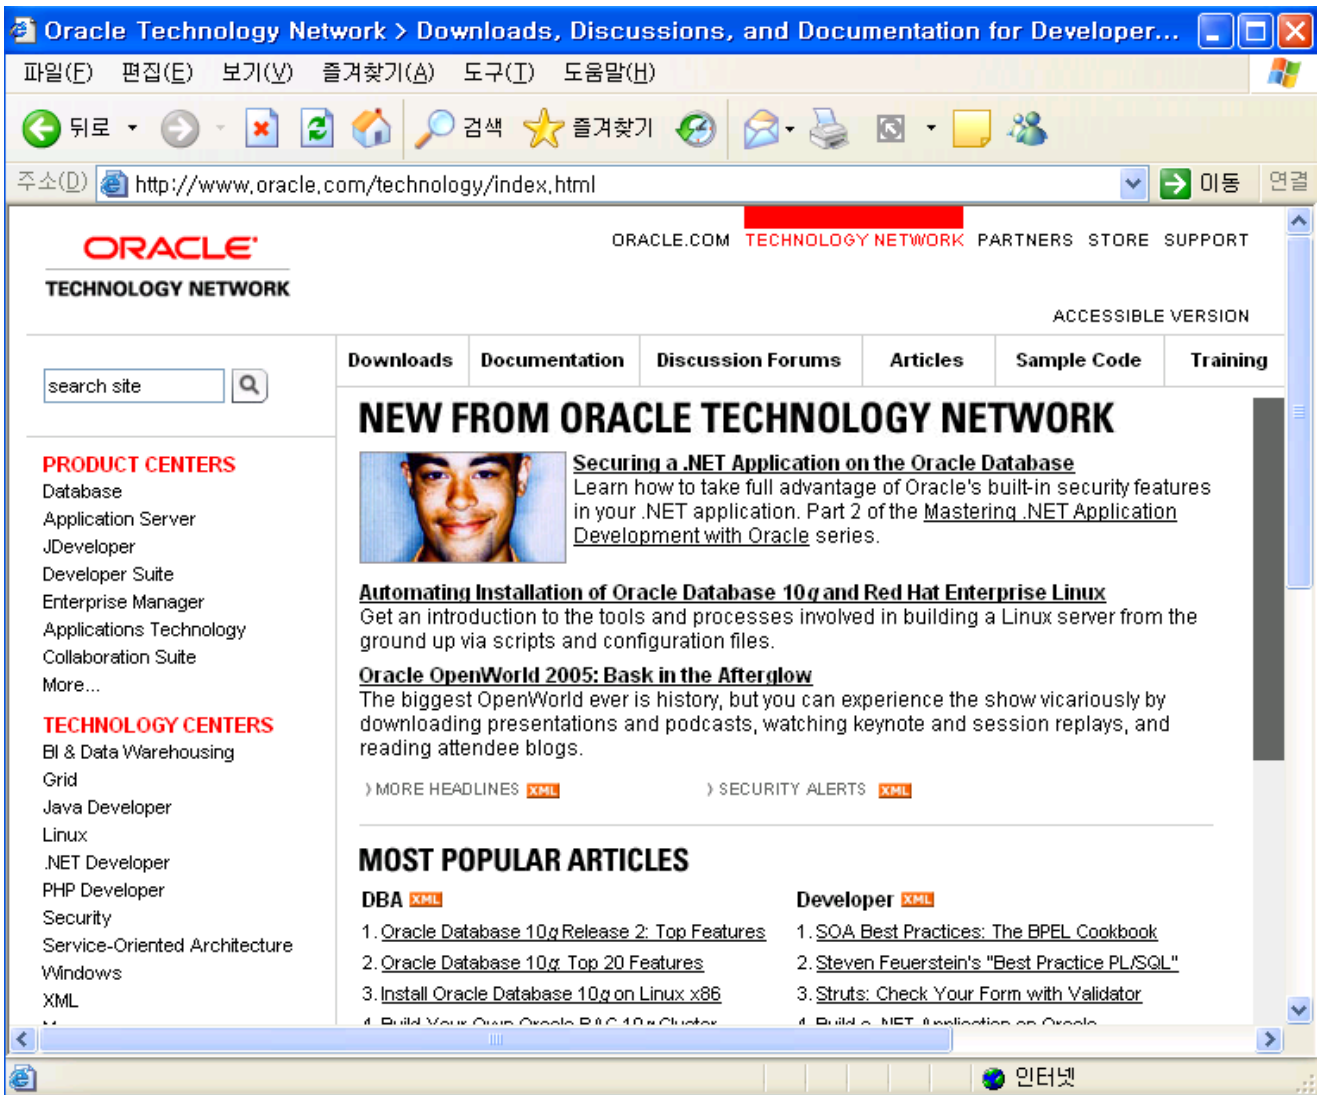 Oracle Technology Network > Downloads, Discussions, and Documentation for Developer...
파일(F) 편집(E) 보기(V) 즐겨찾기(A) 도구(T) 도움말(H)
뒤로 검색 즐겨찾기
주소(D) http://www.oracle.com/technology/index.html 이동 연결
ORACLE.COM TECHNOLOGY NETWORK PARTNERS STORE SUPPORT
ORACLE
TECHNOLOGY NETWORK
ACCESSIBLE VERSION
Downloads Documentation Discussion Forums Articles Sample Code Training
search site
PRODUCT CENTERS
Database
Application Server
JDeveloper
Developer Suite
Enterprise Manager
Applications Technology
Collaboration Suite
More...
TECHNOLOGY CENTERS
BI & Data Warehousing
Grid
Java Developer
Linux
.NET Developer
PHP Developer
Security
Service-Oriented Architecture
Windows
XML
NEW FROM ORACLE TECHNOLOGY NETWORK
Securing a .NET Application on the Oracle Database
Learn how to take full advantage of Oracle's built-in security features
in your .NET application. Part 2 of the Mastering .NET Application
Development with Oracle series.
Automating Installation of Oracle Database 10g and Red Hat Enterprise Linux
Get an introduction to the tools and processes involved in building a Linux server from the
ground up via scripts and configuration files.
Oracle OpenWorld 2005: Bask in the Afterglow
The biggest OpenWorld ever is history, but you can experience the show vicariously by
downloading presentations and podcasts, watching keynote and session replays, and
reading attendee blogs.
MORE HEADLINES XML SECURITY ALERTS XML
MOST POPULAR ARTICLES
DBA XML
1. Oracle Database 10g Release 2: Top Features
2. Oracle Database 10g: Top 20 Features
3. Install Oracle Database 10g on Linux x86
4. Build Your Own Oracle RAC 10g Cluster
Developer XML
1. SOA Best Practices: The BPEL Cookbook
2. Steven Feuerstein's "Best Practice PL/SQL"
3. Struts: Check Your Form with Validator
4. Build a .NET Application on Oracle
인터넷